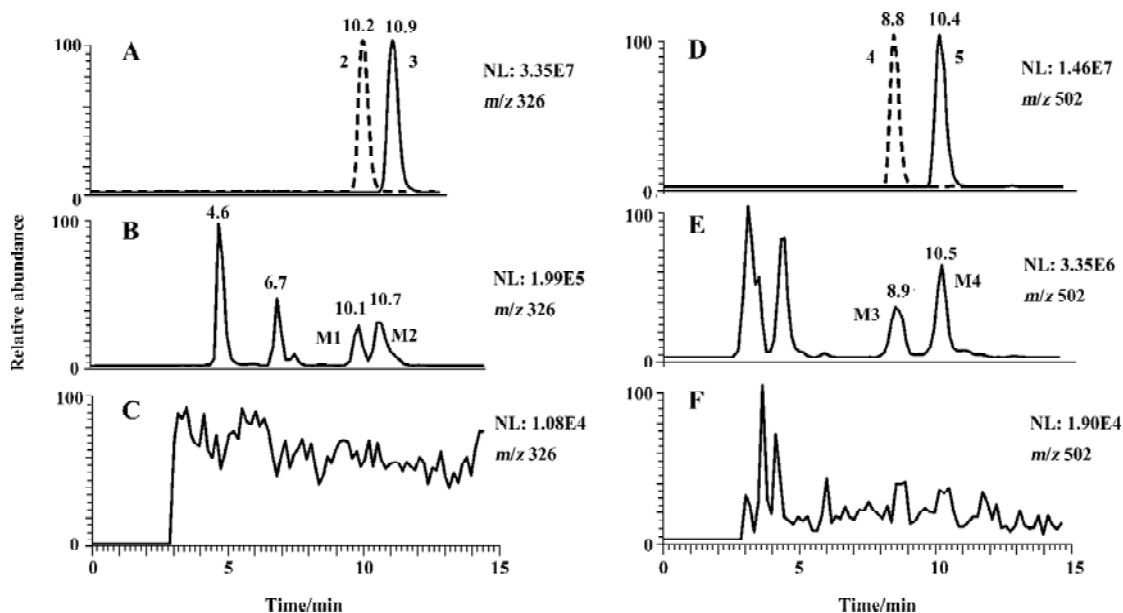 A
100
0
10.2
10.9
2
3
NL: 3.35E7
m/z 326
B
100
0
4.6
6.7
10.1
10.7
M1
M2
NL: 1.99E5
m/z 326
C
100
0
NL: 1.08E4
m/z 326
0
5
10
15
Time/min
Relative abundance
D
100
0
8.8
10.4
4
5
NL: 1.46E7
m/z 502
E
100
0
8.9
10.5
M3
M4
NL: 3.35E6
m/z 502
F
100
0
NL: 1.90E4
m/z 502
0
5
10
15
Time/min